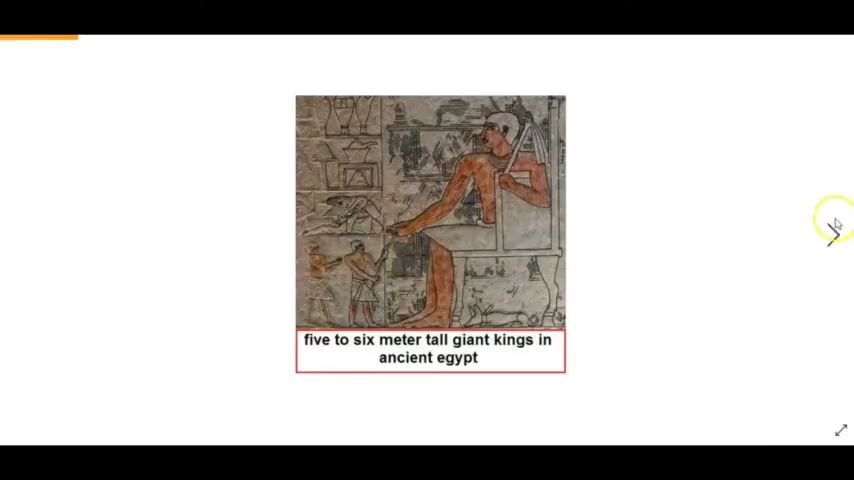 five to six meter tall giant kings in
ancient egypt